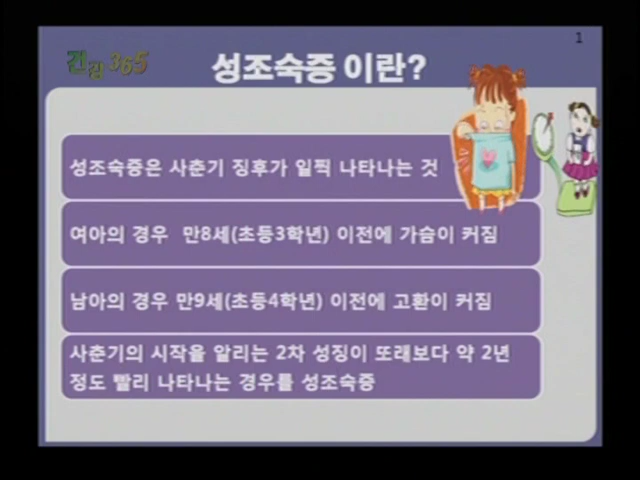 1
건강 365
성조숙증 이란?
성조숙증은 사춘기 징후가 일찍 나타나는 것
여아의 경우 만8세(초등3학년) 이전에 가슴이 커짐
남아의 경우 만9세(초등4학년) 이전에 고환이 커짐
사춘기의 시작을 알리는 2차 성징이 또래보다 약 2년
정도 빨리 나타나는 경우를 성조숙증